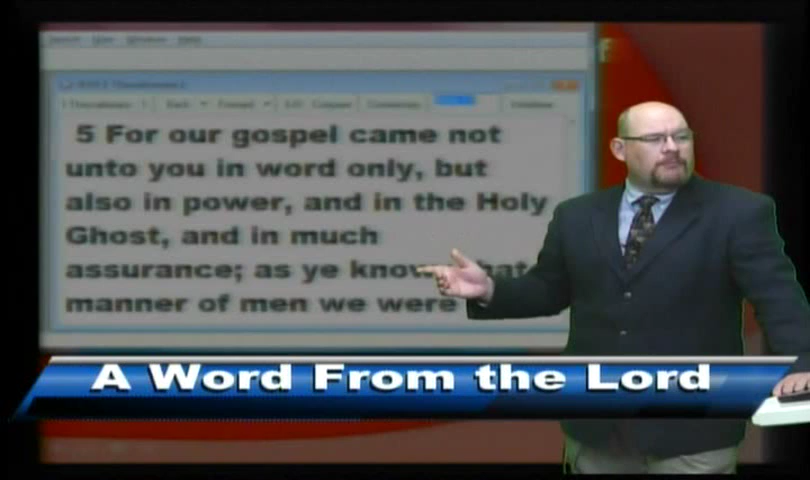 5 For our gospel came not
unto you in word only, but
also in power, and in the Holy
Ghost, and in much
assurance; as ye know
manner of men we were
A Word From the Lord